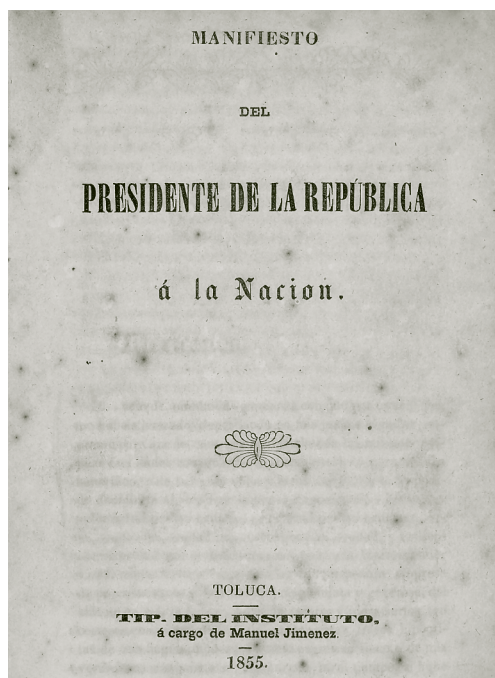 MANIFIESTO
DEL
PRESIDENTE DE LA REPÚBLICA
á la Nacion.
TOLUCA.
TIP. DEL INSTITUTO,
á cargo de Manuel Jimenez.
1855.